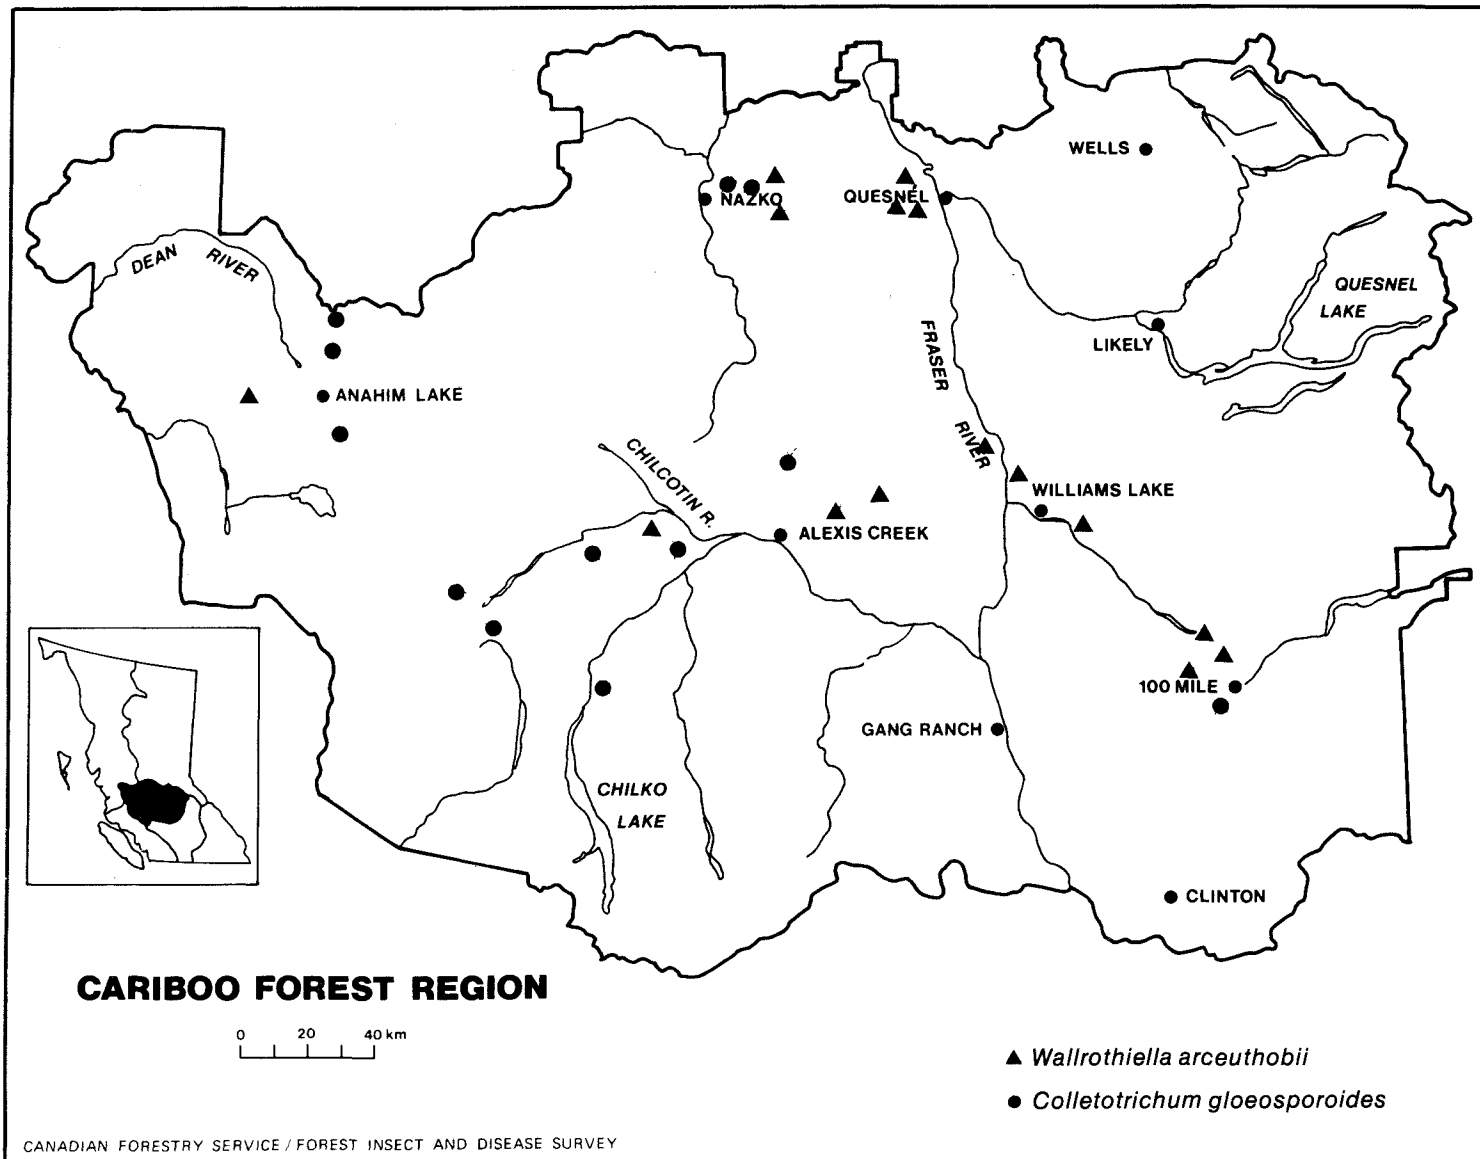 WELLS
NAZKO
QUESNEL
DEAN RIVER
QUESNEL
LAKE
LIKELY
FRASER RIVER
ANAHIM LAKE
CHILCOTIN R.
WILLIAMS LAKE
ALEXIS CREEK
100 MILE
GANG RANCH
CHILKO
LAKE
CLINTON
CARIBOO FOREST REGION
0 20 40 km
Wallrothiella arceuthobii
Colletotrichum gloeosporoides
CANADIAN FORESTRY SERVICE / FOREST INSECT AND DISEASE SURVEY